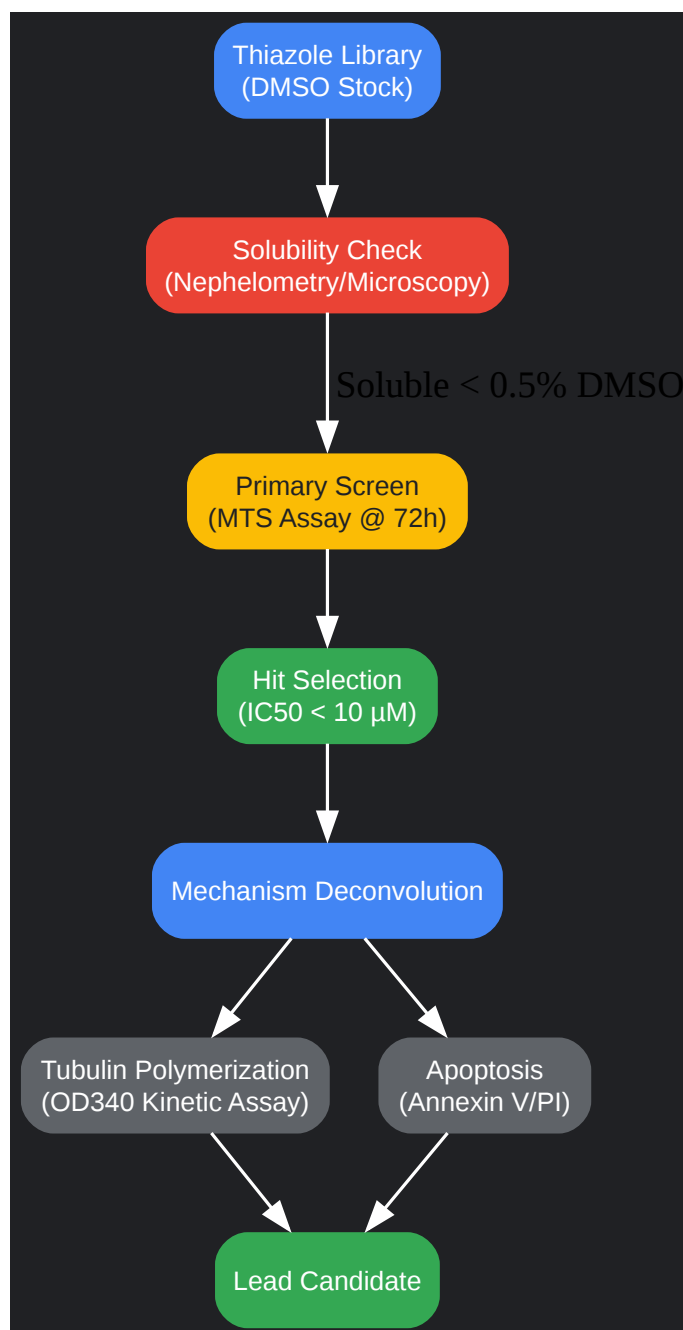 Thiazole Library
(DMSO Stock)
Solubility Check
(Nephelometry/Microscopy)
Soluble < 0.5% DMSO
Primary Screen
(MTS Assay @ 72h)
Hit Selection
(IC50 < 10 µM)
Mechanism Deconvolution
Tubulin Polymerization
(OD340 Kinetic Assay)
Apoptosis
(Annexin V/PI)
Lead Candidate